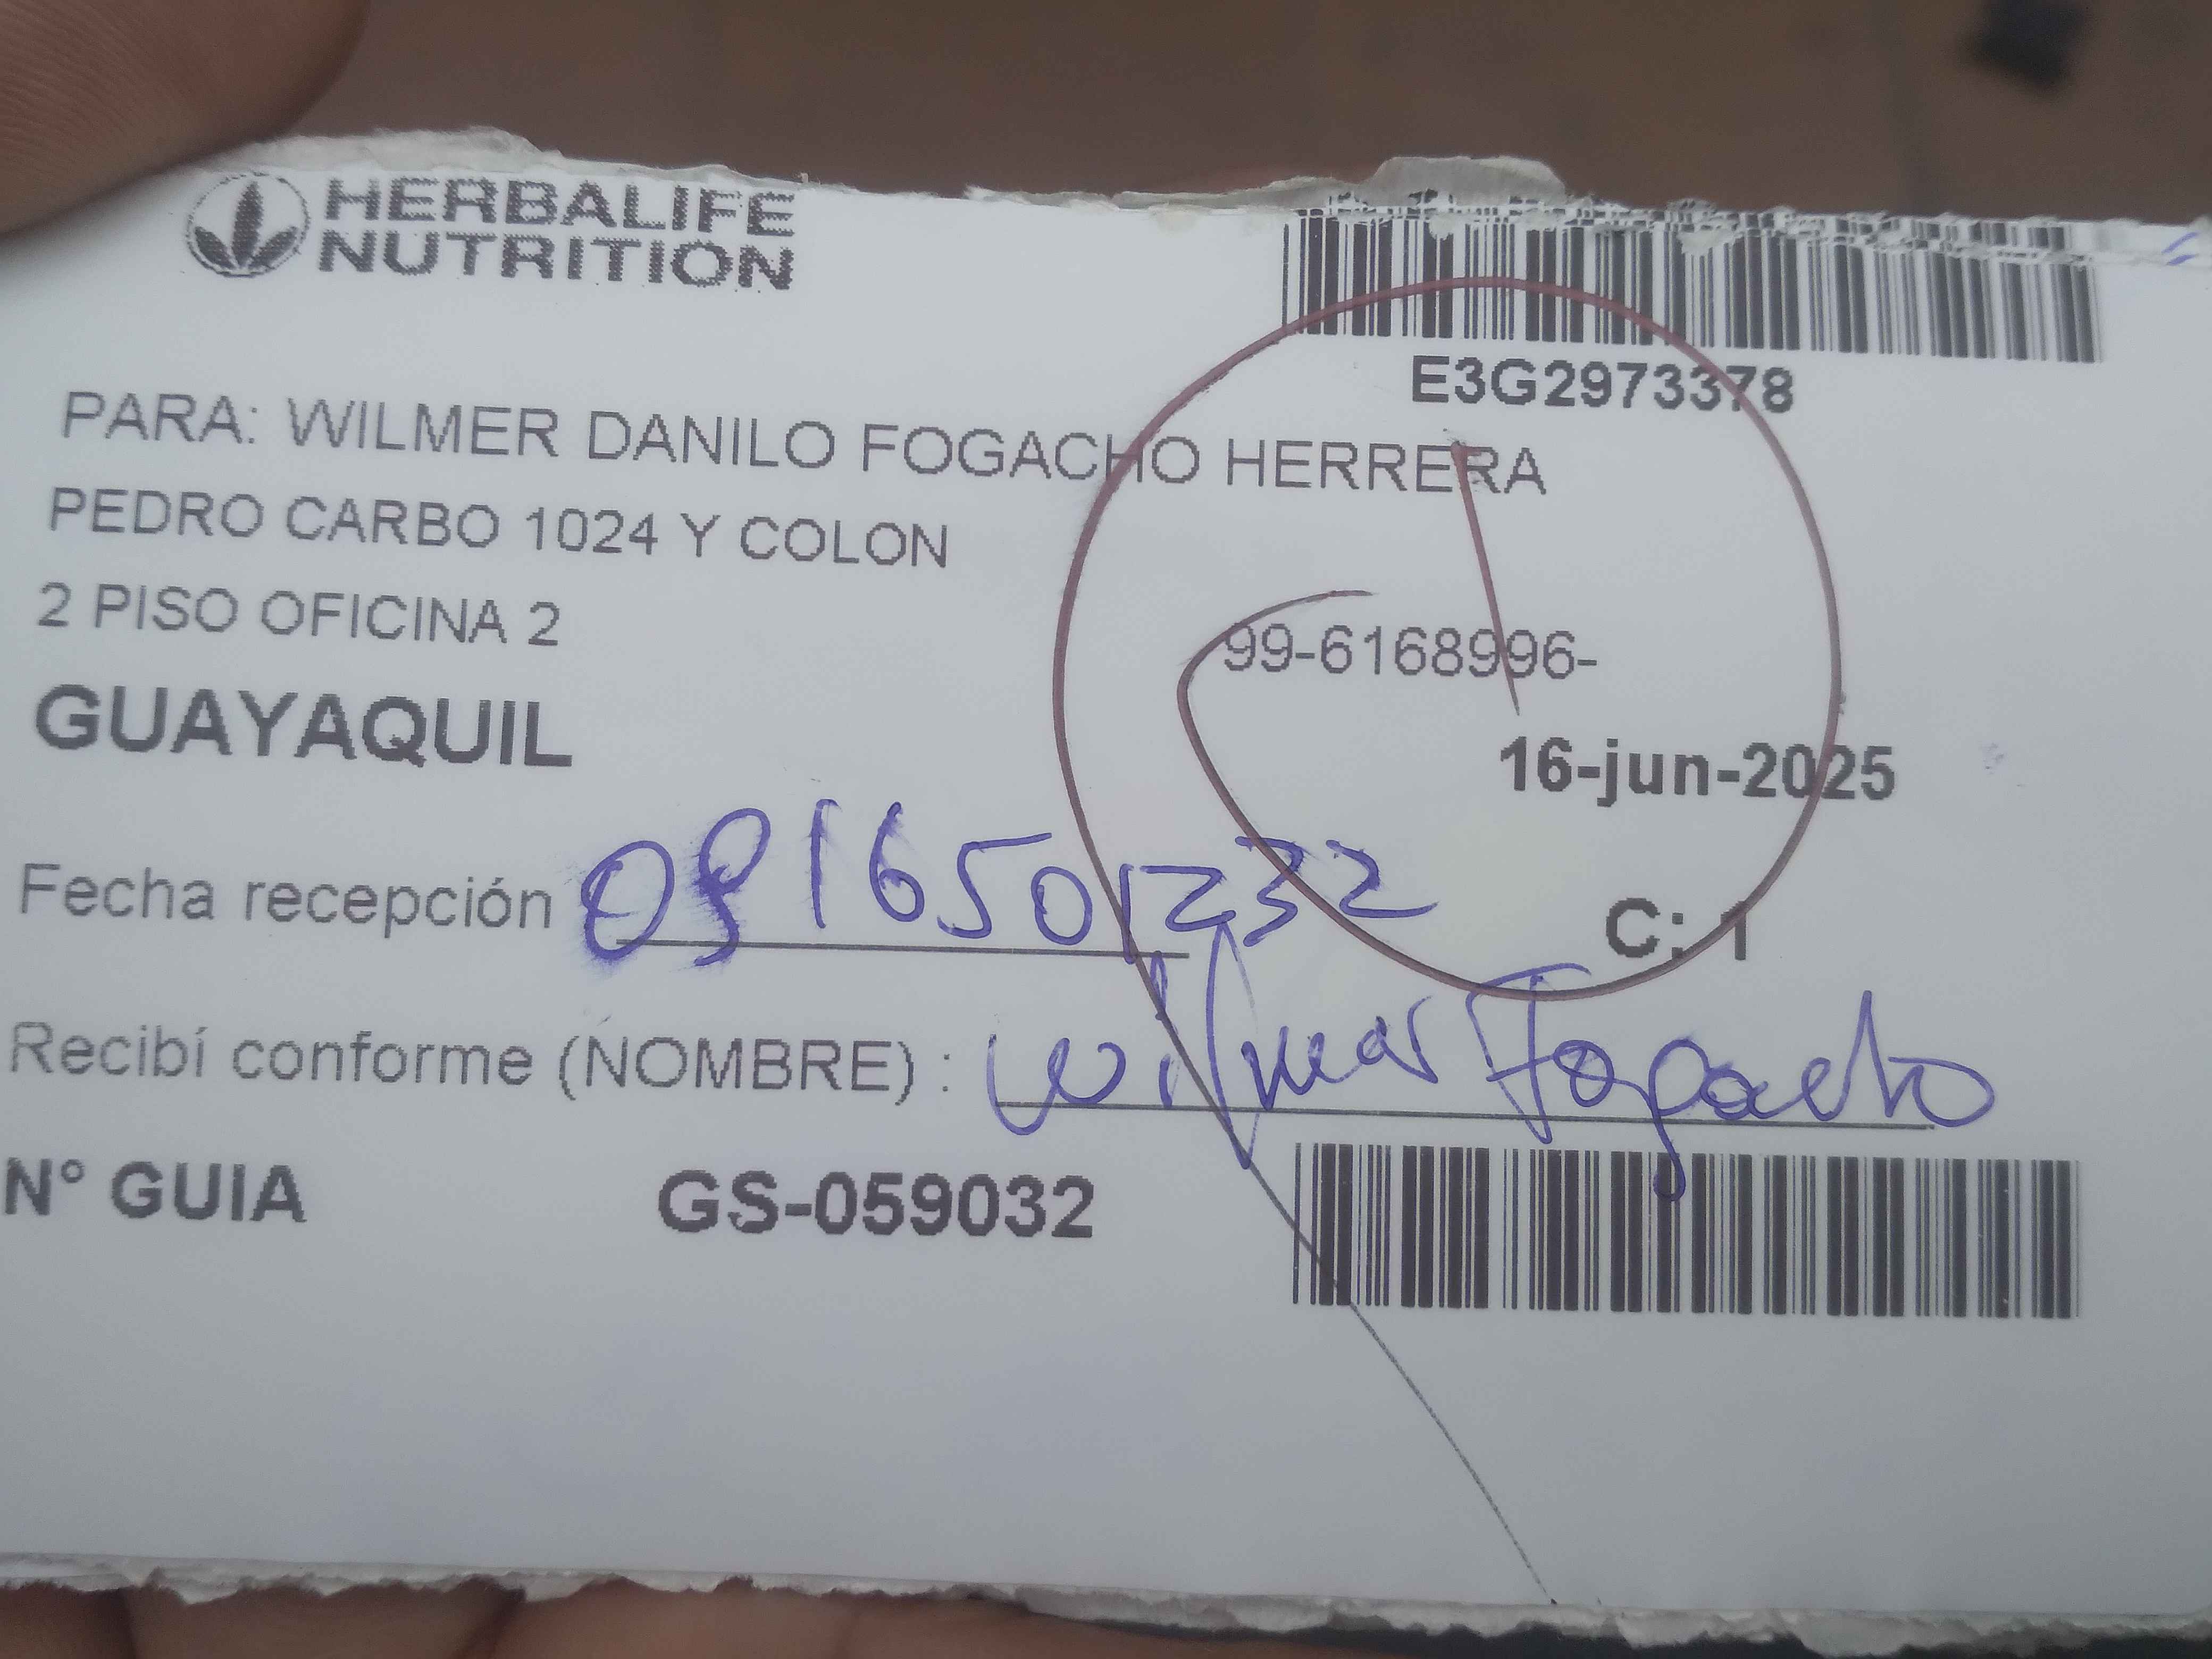 HERBALIFE
NUTRITION
E3G2973378
PARA: WILMER DANILO FOGACHO HERRERA
PEDRO CARBO 1024 Y COLON
2 PISO OFICINA 2
99-6168996-
GUAYAQUIL
16-jun-2025
Fecha recepción 0916501232
C: 1
Recibí conforme (NOMBRE) : Wilmer Fogacho
N° GUIA GS-059032